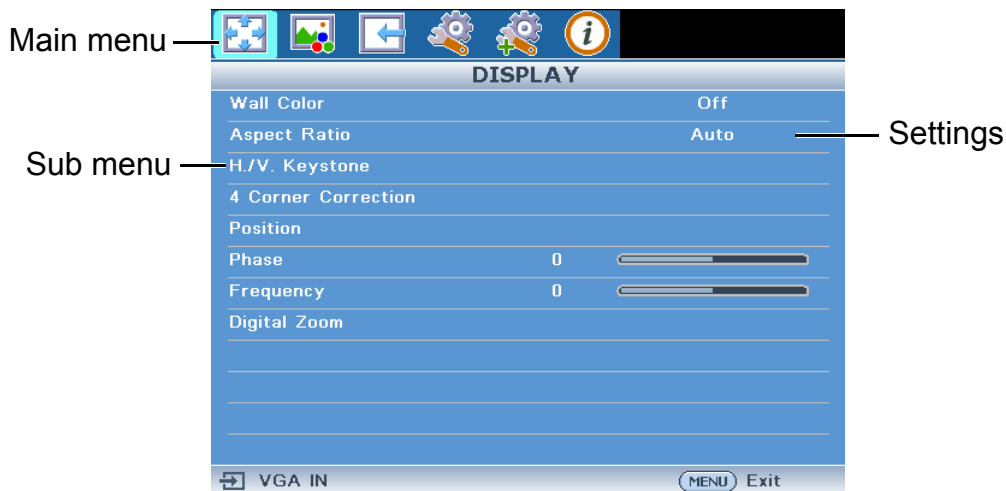 Main menu
i
DISPLAY
Wall Color Off
Aspect Ratio Auto
Settings
Sub menu
H./V. Keystone
4 Corner Correction
Position
Phase 0
Frequency 0
Digital Zoom
VGA IN MENU Exit